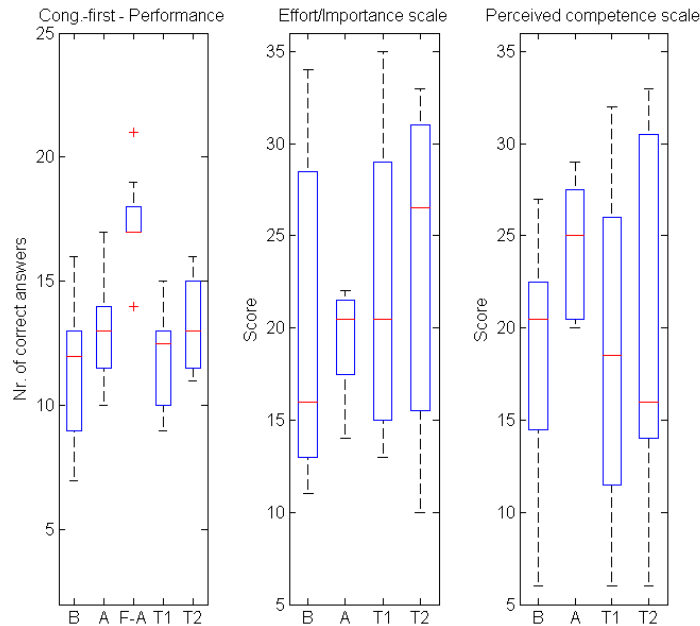 Cong.-first - Performance
Nr. of correct answers
25
20
15
10
5
B A F-A T1 T2
Effort/Importance scale
Score
35
30
25
20
15
10
5
B A T1 T2
Perceived competence scale
Score
35
30
25
20
15
10
5
B A T1 T2